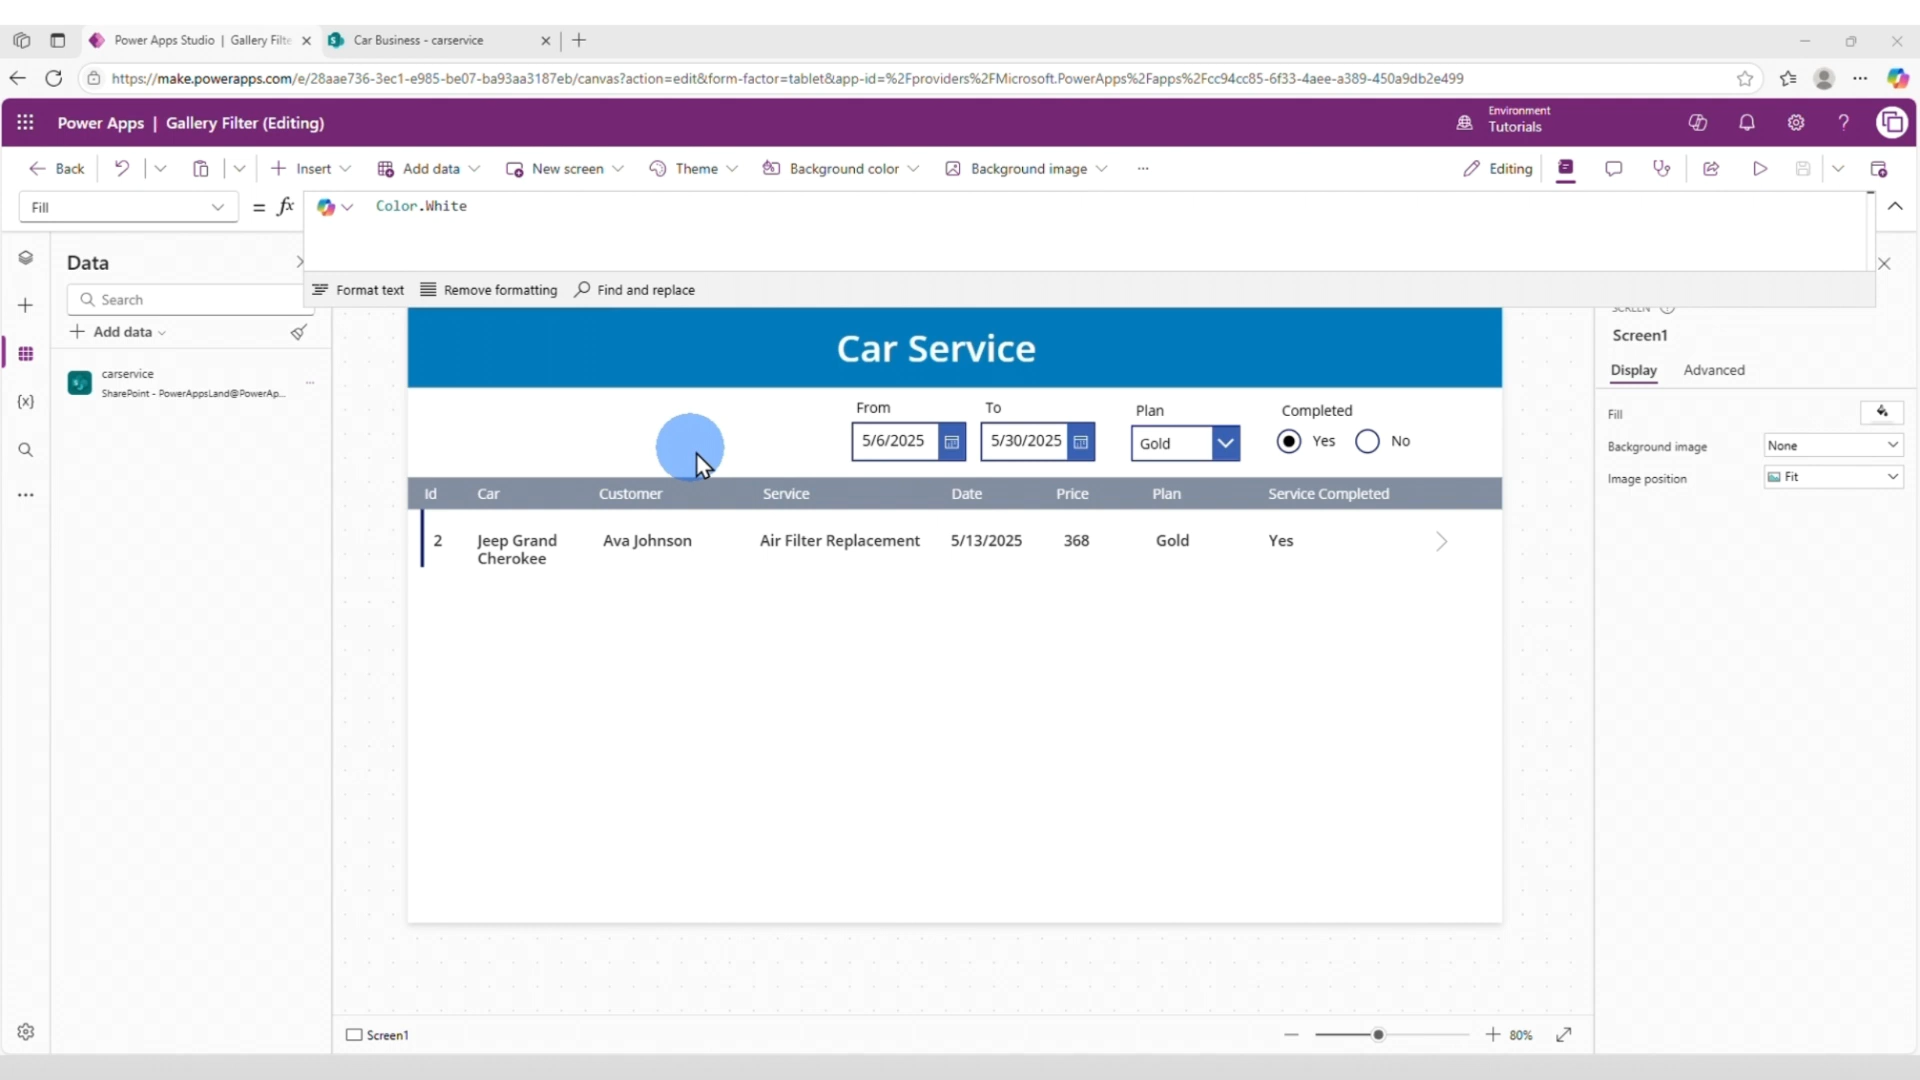 Power Apps Studio | Gallery Filte
Car Business - carservice
https://make.powerapps.com/e/28aae736-3ec1-e985-be07-ba93aa3187eb/canvas?action=edit&form-factor=tablet&app-id=%2Fproviders%2FMicrosoft.PowerApps%2Fapps%2Fcc94cc85-6f33-4aee-a389-450a9db2e499
Power Apps | Gallery Filter (Editing)
Environment
Tutorials
Back
Insert
Add data
New screen
Theme
Background color
Background image
Editing
Fill
= fx
Color.White
Format text
Remove formatting
Find and replace
Data
Search
Add data
carservice
SharePoint - PowerAppsLand@PowerAp...
Car Service
From
To
Plan
Completed
5/6/2025
5/30/2025
Gold
Yes
No
Id Car Customer Service Date Price Plan Service Completed
2 Jeep Grand Ava Johnson Air Filter Replacement 5/13/2025 368 Gold Yes
Cherokee
SCREEN
Screen1
Display
Advanced
Fill
Background image
None
Image position
Fit
Screen1
80%